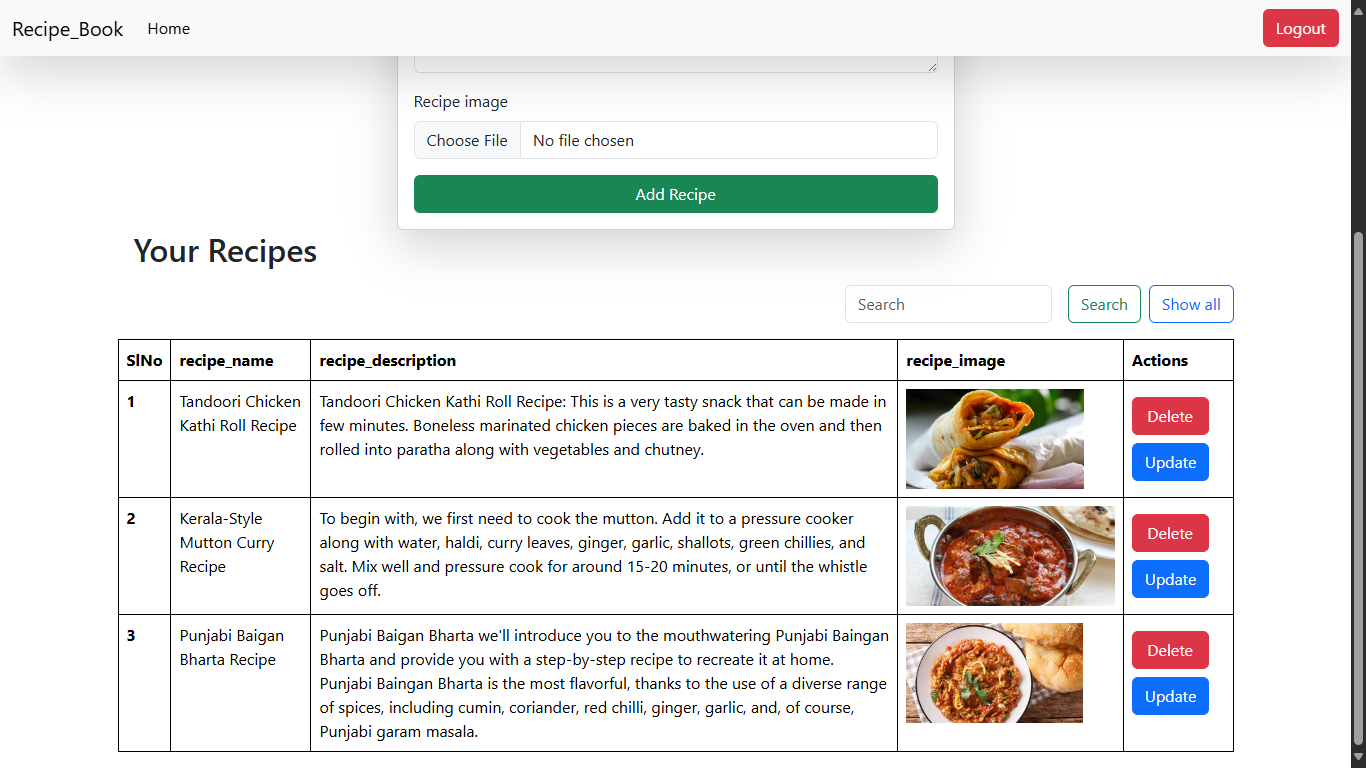 Recipe_Book Home Logout
Recipe image
Choose File No file chosen
Add Recipe
Your Recipes
Search Search Show all
SlNo recipe_name recipe_description recipe_image Actions
1 Tandoori Chicken Kathi Roll Recipe
Tandoori Chicken Kathi Roll Recipe: This is a very tasty snack that can be made in
few minutes. Boneless marinated chicken pieces are baked in the oven and then
rolled into paratha along with vegetables and chutney.
Delete
Update
2 Kerala-Style
Mutton Curry
Recipe
To begin with, we first need to cook the mutton. Add it to a pressure cooker
along with water, haldi, curry leaves, ginger, garlic, shallots, green chillies, and
salt. Mix well and pressure cook for around 15-20 minutes, or until the whistle
goes off.
Delete
Update
3 Punjabi Baigan
Bharta Recipe
Punjabi Baigan Bharta we'll introduce you to the mouthwatering Punjabi Baingan
Bharta and provide you with a step-by-step recipe to recreate it at home.
Punjabi Baingan Bharta is the most flavorful, thanks to the use of a diverse range
of spices, including cumin, coriander, red chilli, ginger, garlic, and, of course,
Punjabi garam masala.
Delete
Update